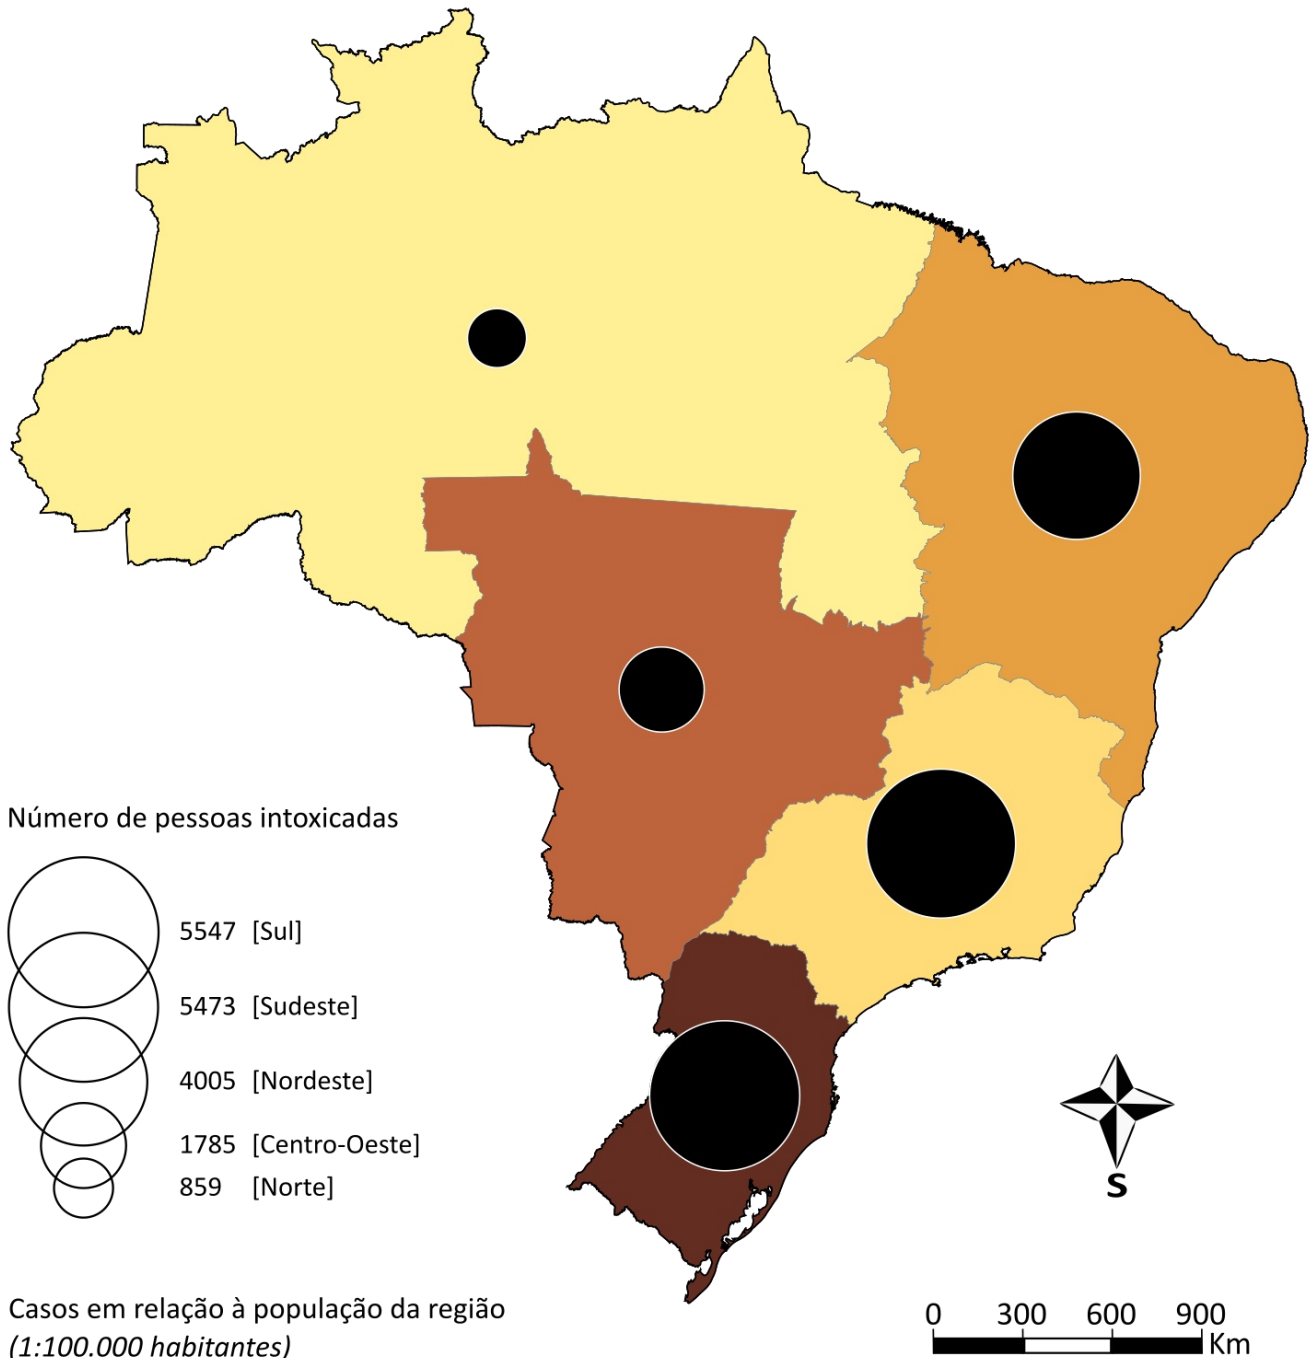 Número de pessoas intoxicadas
5547 [Sul]
5473 [Sudeste]
4005 [Nordeste]
1785 [Centro-Oeste]
859 [Norte]
S
Casos em relação à população da região
(1:100.000 habitantes)
0 300 600 900
Km